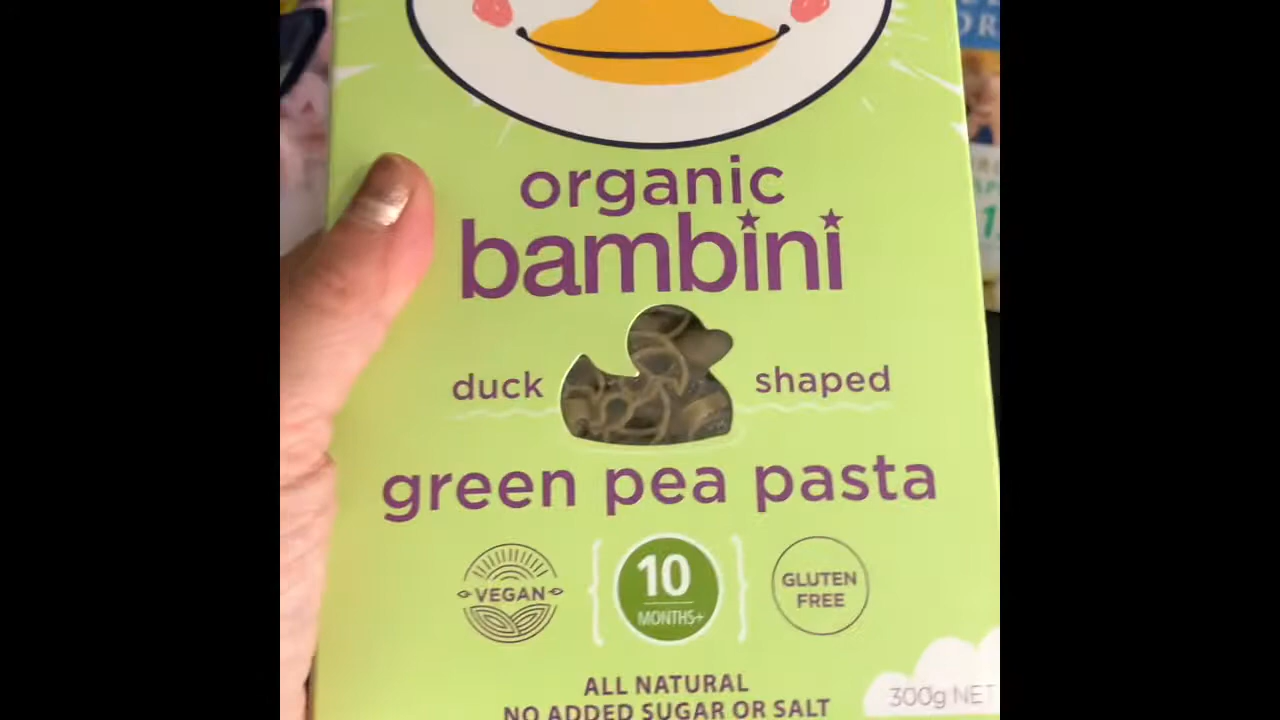 organic
bambini
duck shaped
green pea pasta
VEGAN
10
MONTHS+
GLUTEN
FREE
ALL NATURAL
NO ADDED SUGAR OR SALT
300g NET